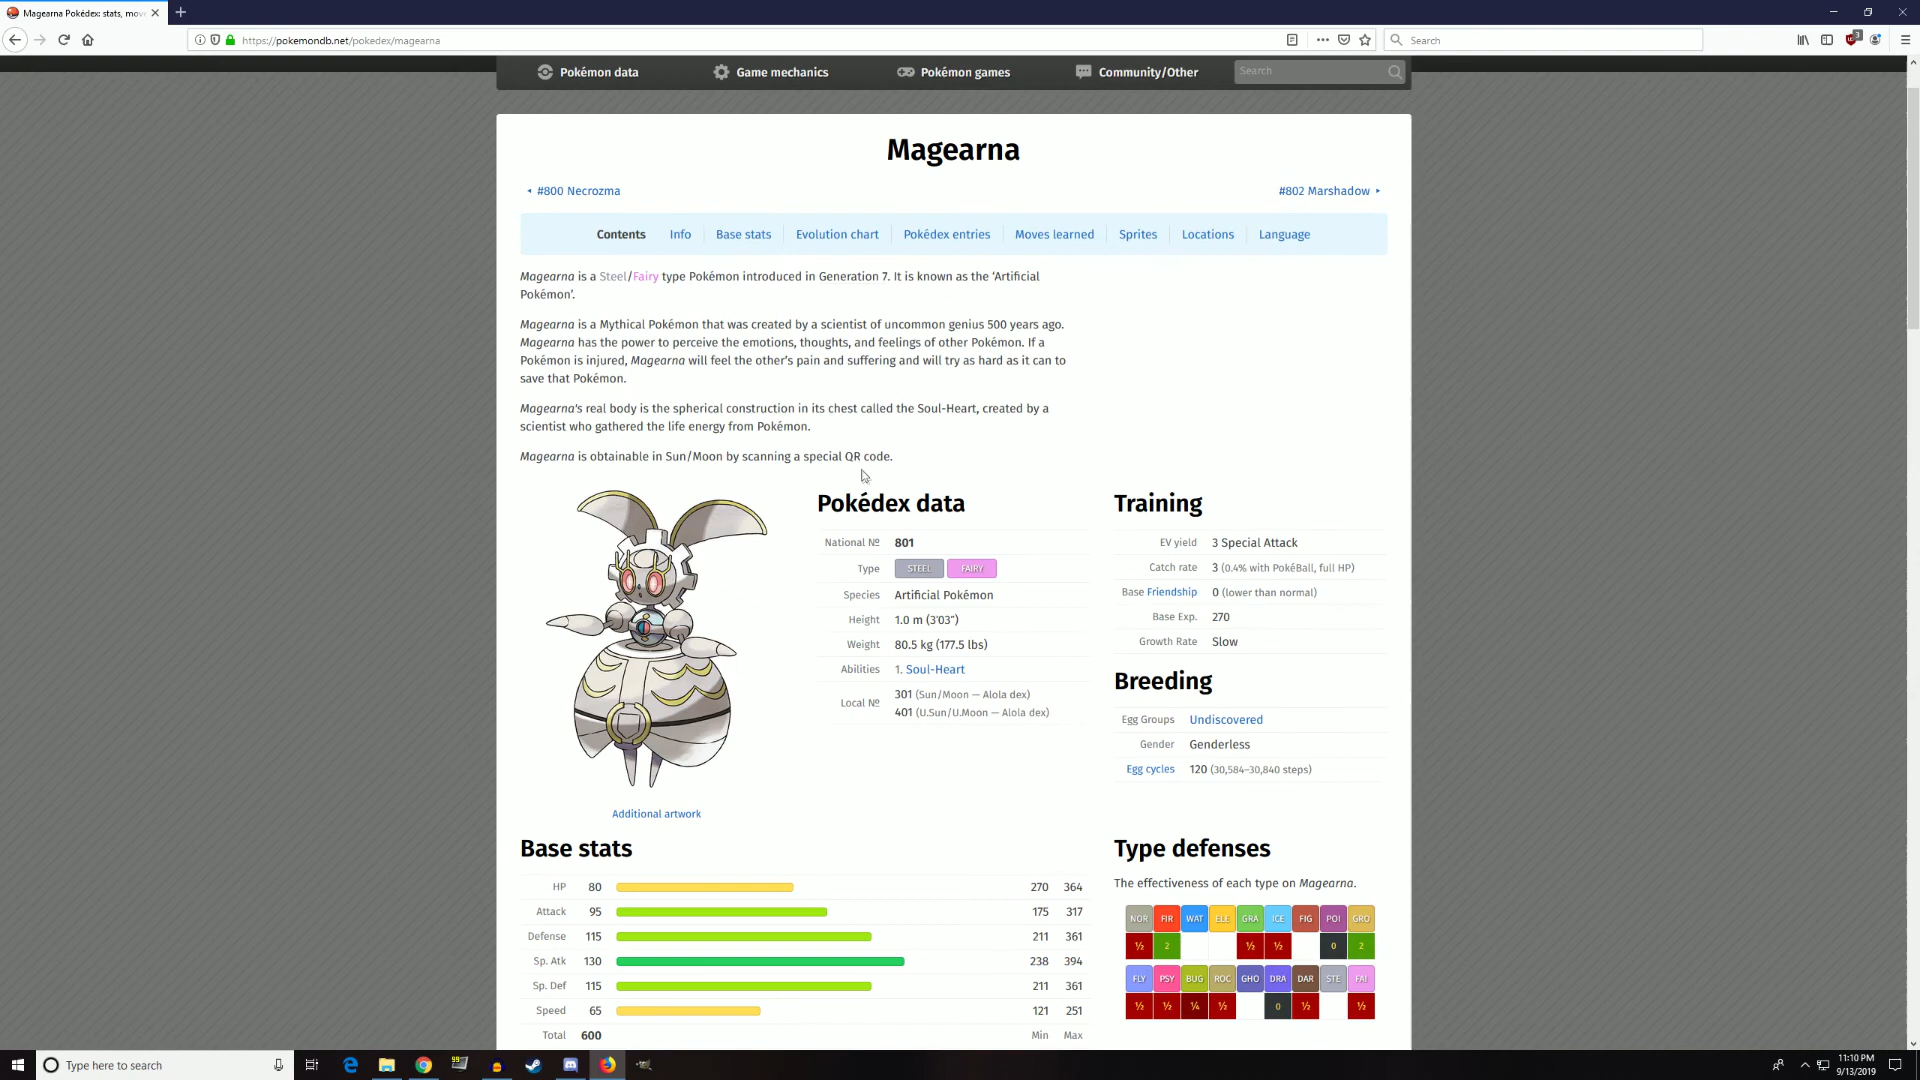 Magearna Pokédex: stats, mov
https://pokemondb.net/pokedex/magearna
Search
3
Pokémon data
Game mechanics
Pokémon games
Community/Other
Search
Magearna
#800 Necrozma
#802 Marshadow
Contents
Info
Base stats
Evolution chart
Pokédex entries
Moves learned
Sprites
Locations
Language
Magearna is a Steel/Fairy type Pokémon introduced in Generation 7. It is known as the ‘Artificial
Pokémon’.
Magearna is a Mythical Pokémon that was created by a scientist of uncommon genius 500 years ago.
Magearna has the power to perceive the emotions, thoughts, and feelings of other Pokémon. If a
Pokémon is injured, Magearna will feel the other's pain and suffering and will try as hard as it can to
save that Pokémon.
Magearna's real body is the spherical construction in its chest called the Soul-Heart, created by a
scientist who gathered the life energy from Pokémon.
Magearna is obtainable in Sun/Moon by scanning a special QR code.
Additional artwork
Pokédex data
National № 801
Type STEEL FAIRY
Species Artificial Pokémon
Height 1.0 m (3′03″)
Weight 80.5 kg (177.5 lbs)
Abilities 1. Soul-Heart
Local № 301 (Sun/Moon — Alola dex)
401 (U.Sun/U.Moon — Alola dex)
Training
EV yield 3 Special Attack
Catch rate 3 (0.4% with PokéBall, full HP)
Base Friendship 0 (lower than normal)
Base Exp. 270
Growth Rate Slow
Breeding
Egg Groups Undiscovered
Gender Genderless
Egg cycles 120 (30,584–30,840 steps)
Base stats
HP 80 270 364
Attack 95 175 317
Defense 115 211 361
Sp. Atk 130 238 394
Sp. Def 115 211 361
Speed 65 121 251
Total 600 Min Max
Type defenses
The effectiveness of each type on Magearna.
NOR FIR WAT ELE GRA ICE FIG POI GRO
½ 2 ½ ½ 0 2
FLY PSY BUG ROC GHO DRA DAR STE FAI
½ ½ ¼ ½ 0 ½ ½
Type here to search
99
11:10 PM
9/13/2019